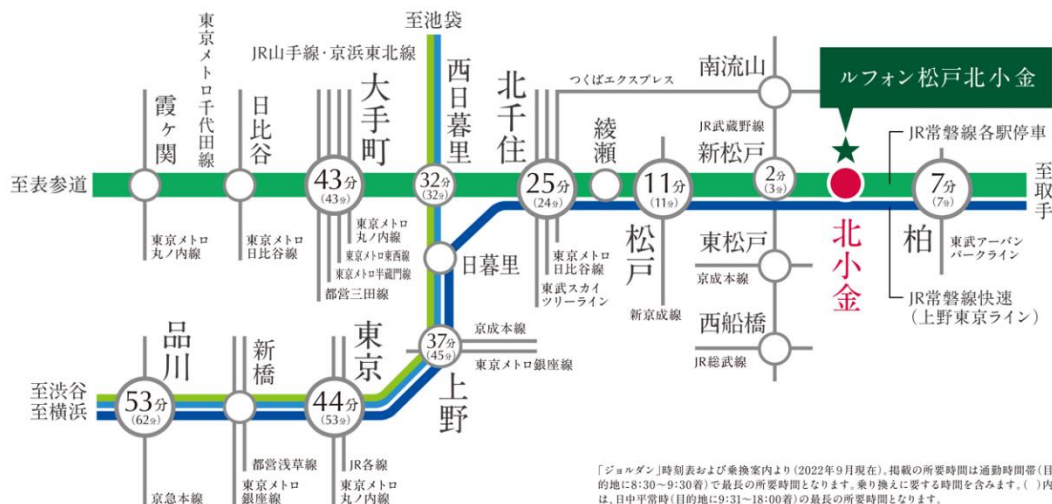 至池袋
JR山手線・京浜東北線
東京メトロ千代田線
霞ヶ関
日比谷
大手町
西日暮里
北千住
つくばエクスプレス
綾瀬
南流山
ルフォン松戸北小金
JR武蔵野線
新松戸
JR常磐線各駅停車
至表参道
43分
(43分)
32分
(32分)
25分
(24分)
11分
(11分)
2分
(3分)
7分
(7分)
至取手
東京メトロ
丸ノ内線
東京メトロ
日比谷線
東京メトロ
丸ノ内線
東京メトロ東西線
東京メトロ半蔵門線
都営三田線
日暮里
東京メトロ
日比谷線
東武スカイ
ツリーライン
松戸
新京成線
東松戸
京成本線
西船橋
JR総武線
北小金
柏
東武アーバン
パークライン
JR常磐線快速
(上野東京ライン)
品川
新橋
東京
37分
(45分)
上野
京成本線
東京メトロ銀座線
至渋谷
至横浜
53分
(62分)
44分
(53分)
京急本線
都営浅草線
東京メトロ
銀座線
JR各線
東京メトロ
丸ノ内線
「ジョルダン」時刻表および乗換案内より(2022年9月現在)。掲載の所要時間は通勤時間帯(目
的地に8:30〜9:30着)で最長の所要時間となります。乗り換えに要する時間を含みます。( )内
は、日中平常時(目的地に9:31〜18:00着)の最長の所要時間となります。